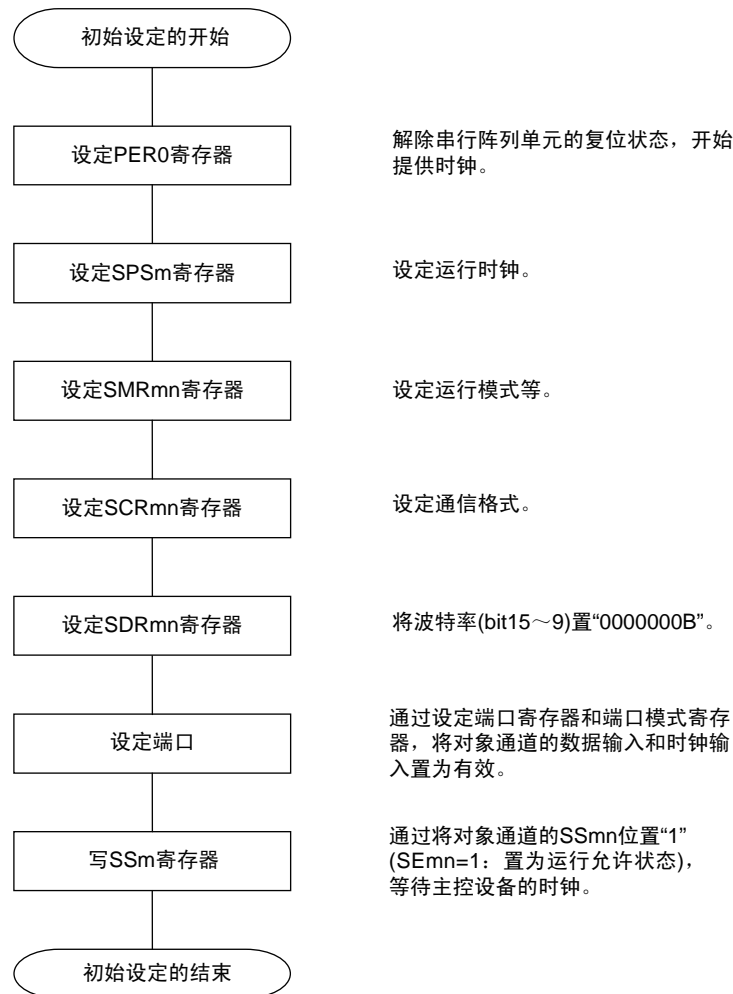 初始设定的开始
设定PER0寄存器
解除串行阵列单元的复位状态，开始
提供时钟。
设定SPSm寄存器
设定运行时钟。
设定SMRmn寄存器
设定运行模式等。
设定SCRmn寄存器
设定通信格式。
设定SDRmn寄存器
将波特率(bit15～9)置“0000000B”。
设定端口
通过设定端口寄存器和端口模式寄存
器，将对象通道的数据输入和时钟输
入置为有效。
写SSm寄存器
通过将对象通道的SSmn位置“1”
(SEmn=1：置为运行允许状态)，
等待主控设备的时钟。
初始设定的结束